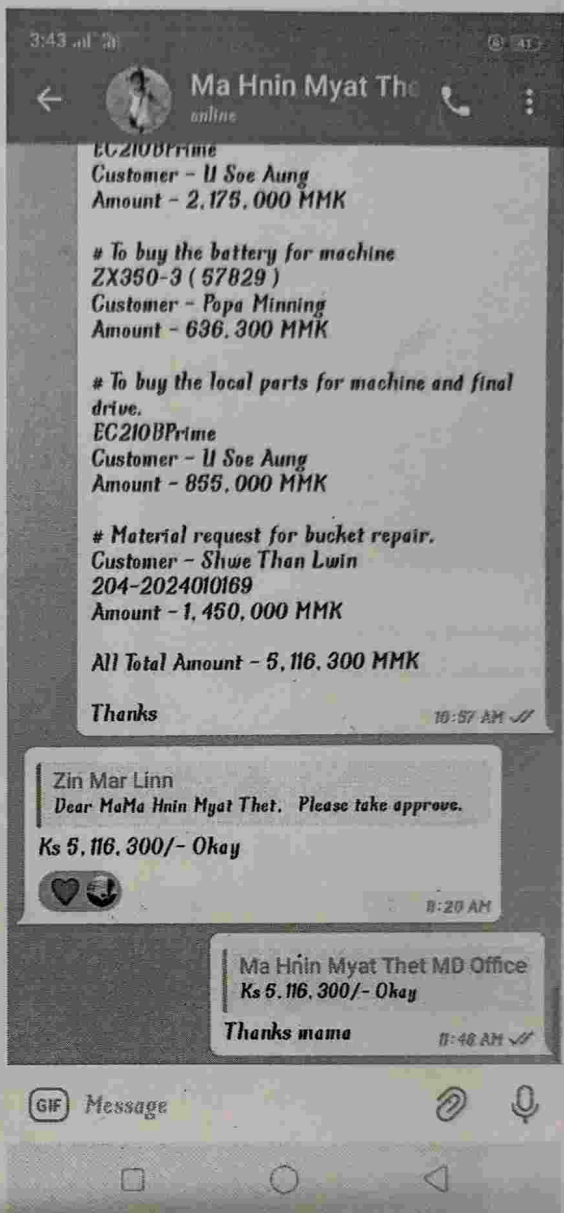 3:43
Ma Hnin Myat The
online
EC210BPrime
Customer - U Soe Aung
Amount - 2,175,000 MMK
# To buy the battery for machine
ZX350-3 ( 57829 )
Customer - Popa Minning
Amount - 636,300 MMK
# To buy the local parts for machine and final
drive.
EC210BPrime
Customer - U Soe Aung
Amount - 855,000 MMK
# Material request for bucket repair.
Customer - Shwe Than Lwin
204-2024010169
Amount - 1,450,000 MMK
All Total Amount - 5,116,300 MMK
Thanks
10:57 AM
Zin Mar Linn
Dear MaMa Hnin Myat Thet, Please take approve.
Ks 5,116,300/- Okay
Ma Hnin Myat Thet MD Office
Ks 5,116,300/- Okay
Thanks mama
11:48 AM
GIF Message